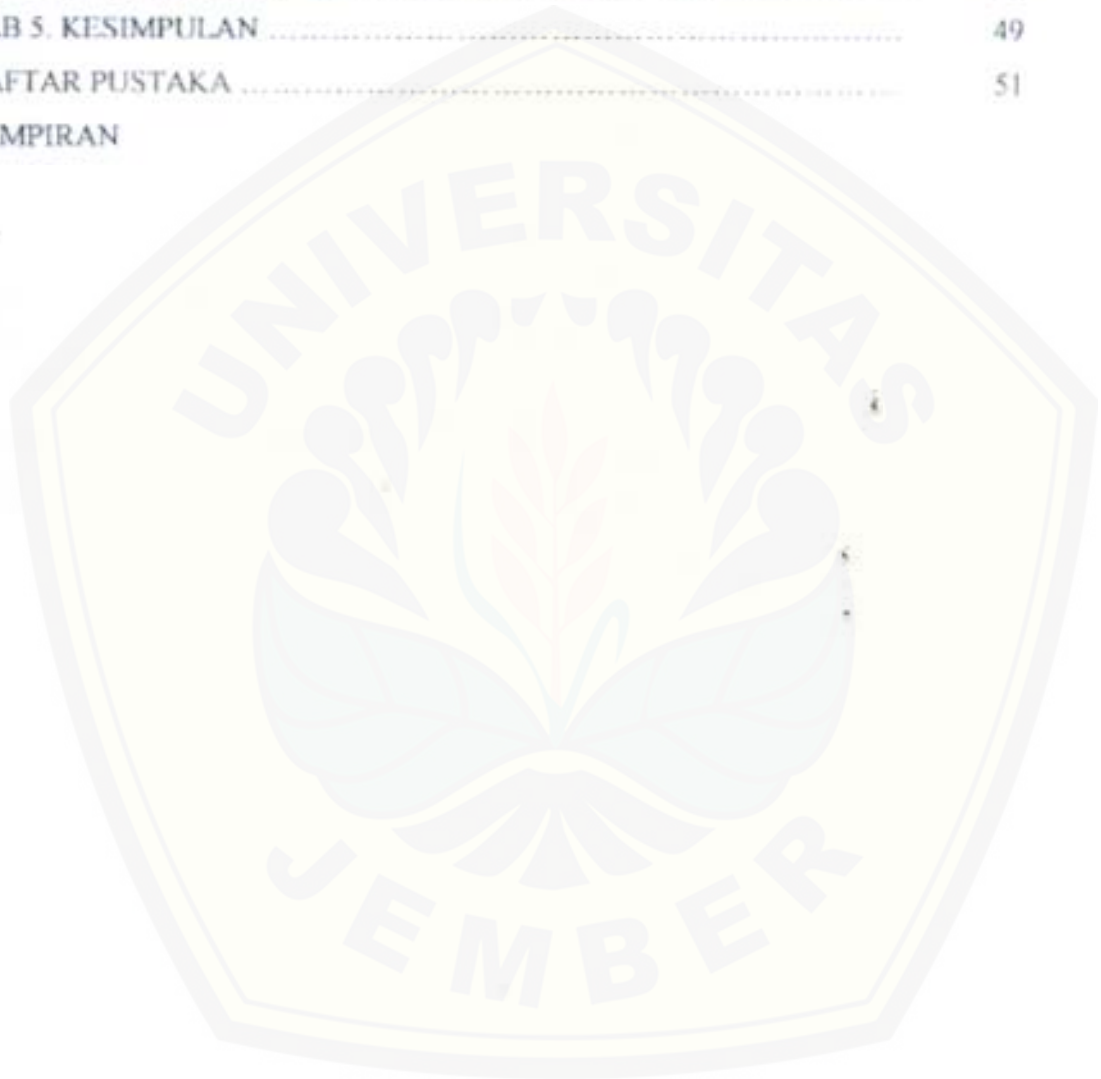 AB 5. KESIMPULAN ........ 49
AFTAR PUSTAKA ........ 51
MPIRAN
UNIVERSITAS
JEMBER